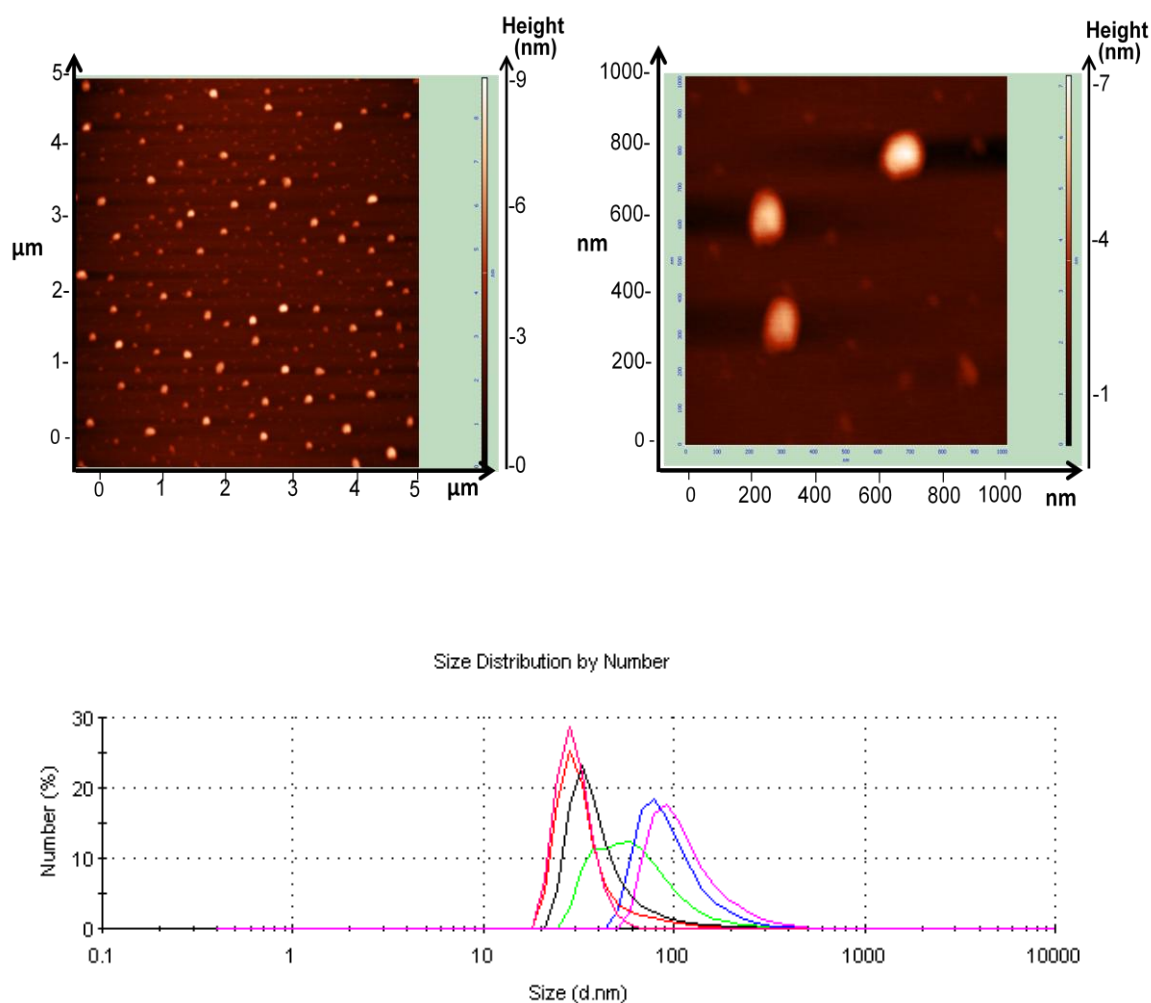 Height
(nm)
5-
4-
3-
2-
1-
0 -
µm
-9
-6
-3
-0
0 1 2 3 4 5 µm
Height
(nm)
1000-
800-
600-
400-
200-
0 -
nm
-7
-4
-1
0 200 400 600 800 1000 nm
Size Distribution by Number
Number (%)
30
20
10
0
0.1 1 10 100 1000 10000
Size (d.nm)